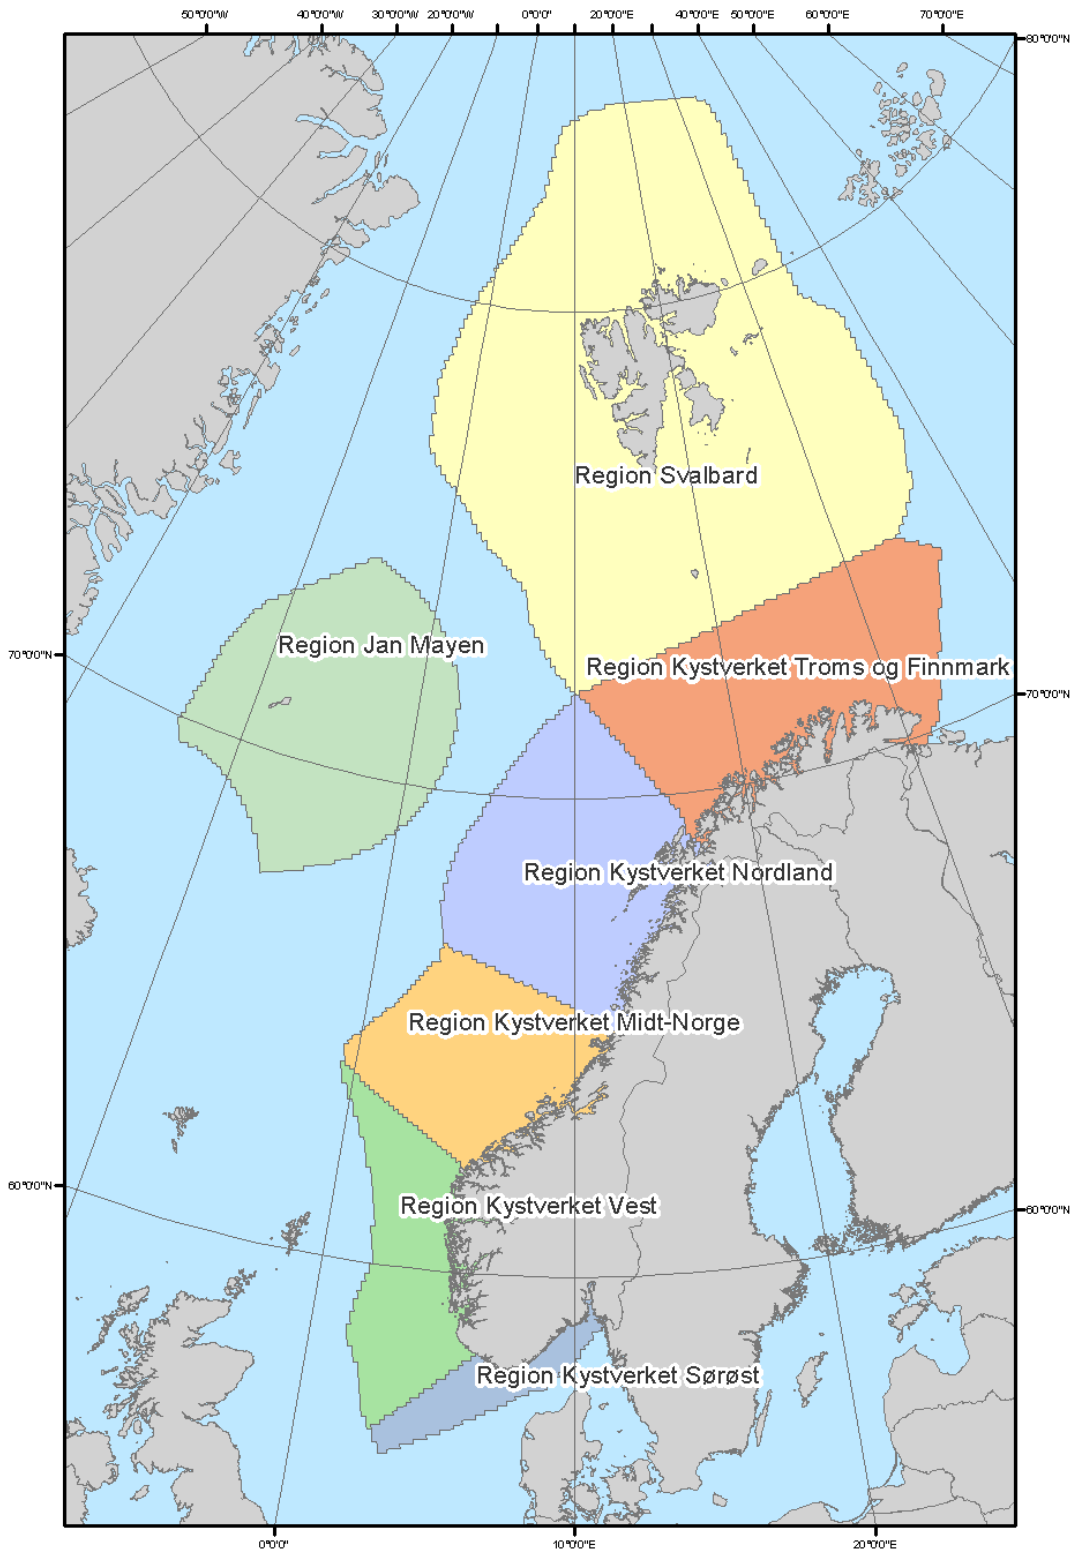 50°0'0"W 40°0'0"W 30°0'0"W 20°0'0"W 0°0'0" 20°0'0"E 40°0'0"E 50°0'0"E 60°0'0"E 70°0'0"E
80°0'0"N
Region Svalbard
Region Jan Mayen
70°0'0"N
Region Kystverket Troms og Finnmark
70°0'0"N
Region Kystverket Nordland
Region Kystverket Midt-Norge
60°0'0"N
Region Kystverket Vest
60°0'0"N
Region Kystverket Sørøst
0°0'0" 10°0'0"E 20°0'0"E